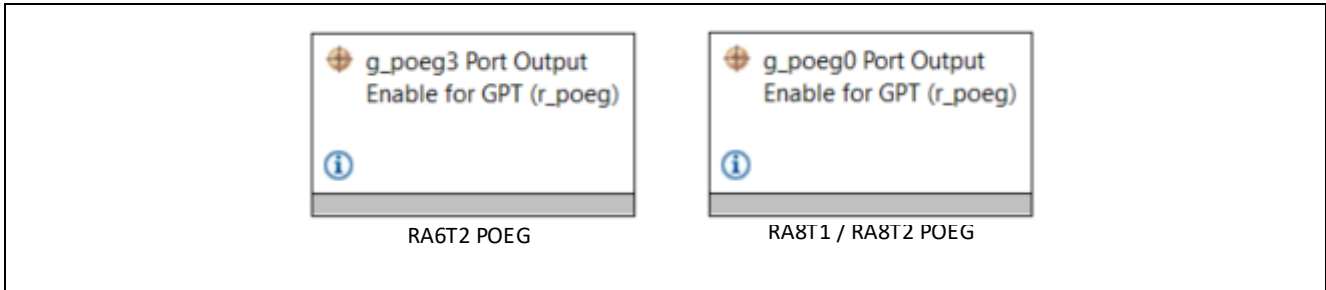 g_poeg3 Port Output
Enable for GPT (r_poeg)
RA6T2 POEG
g_poeg0 Port Output
Enable for GPT (r_poeg)
RA8T1 / RA8T2 POEG